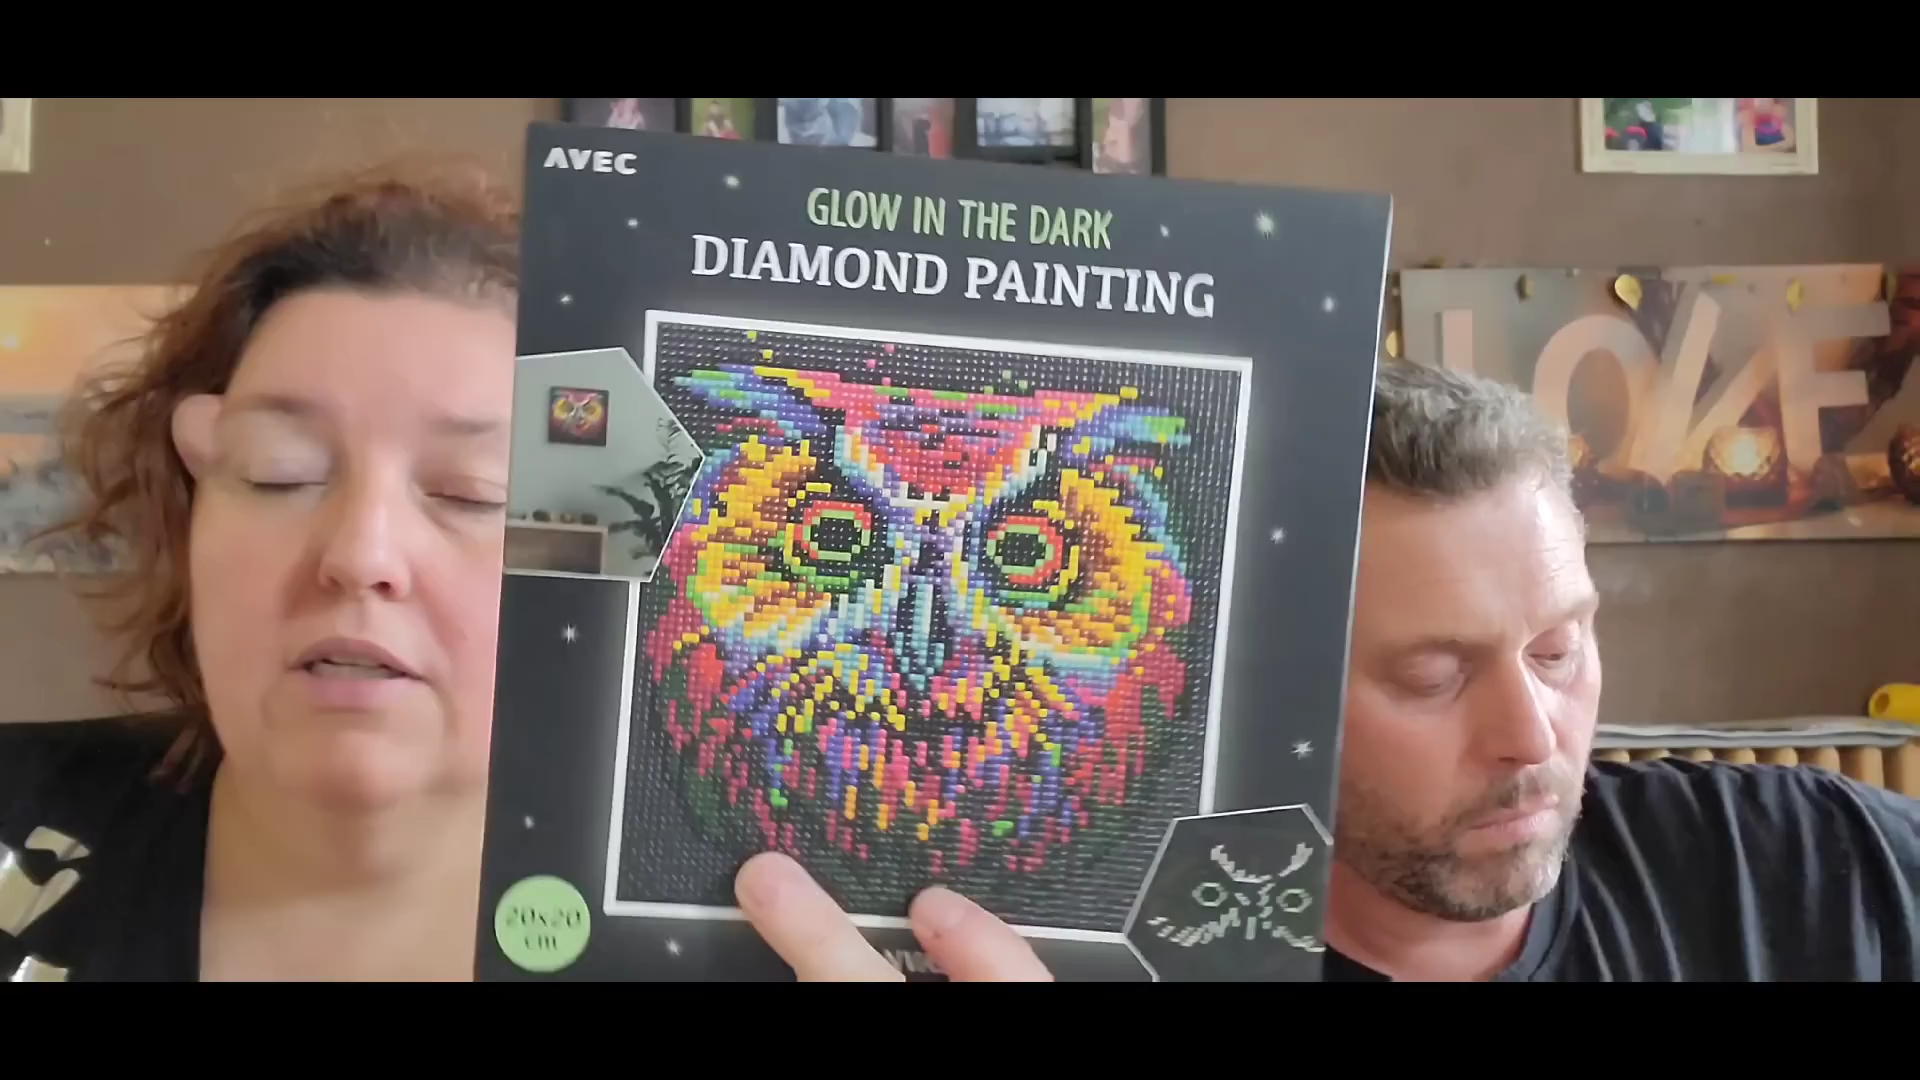 AVEC
GLOW IN THE DARK
DIAMOND PAINTING
LOVE
20x20
cm